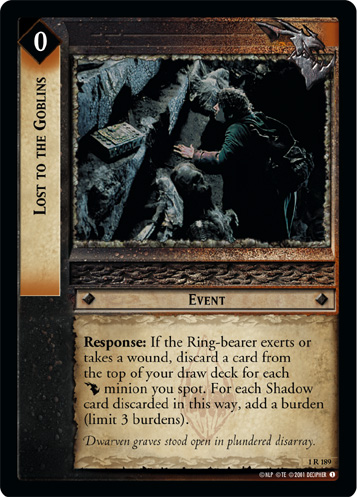 0
LOST TO THE GOBLINS
EVENT
Response: If the Ring-bearer exerts or
takes a wound, discard a card from
the top of your draw deck for each
minion you spot. For each Shadow
card discarded in this way, add a burden
(limit 3 burdens).
Dwarven graves stood open in plundered disarray.
1 R 189
©NLP ©TE ©2001 DECIPHER 1